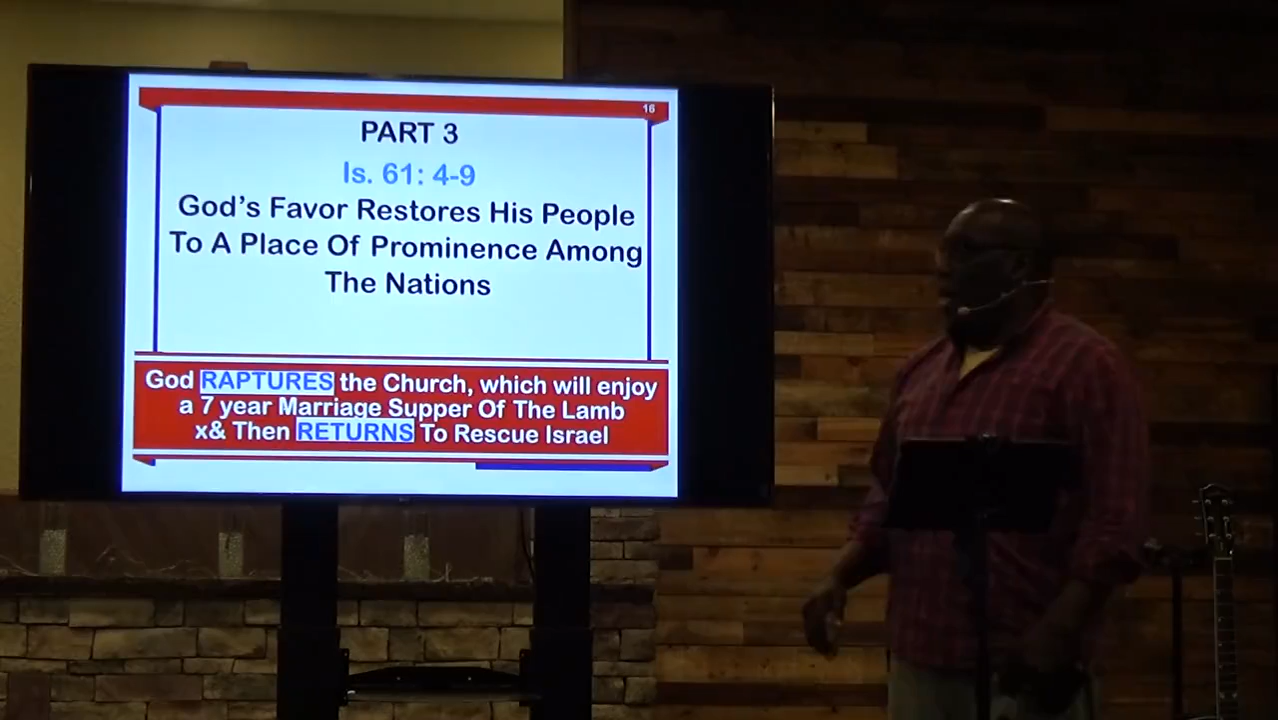 16
PART 3
Is. 61: 4-9
God's Favor Restores His People
To A Place Of Prominence Among
The Nations
God RAPTURES the Church, which will enjoy
a 7 year Marriage Supper Of The Lamb
x& Then RETURNS To Rescue Israel